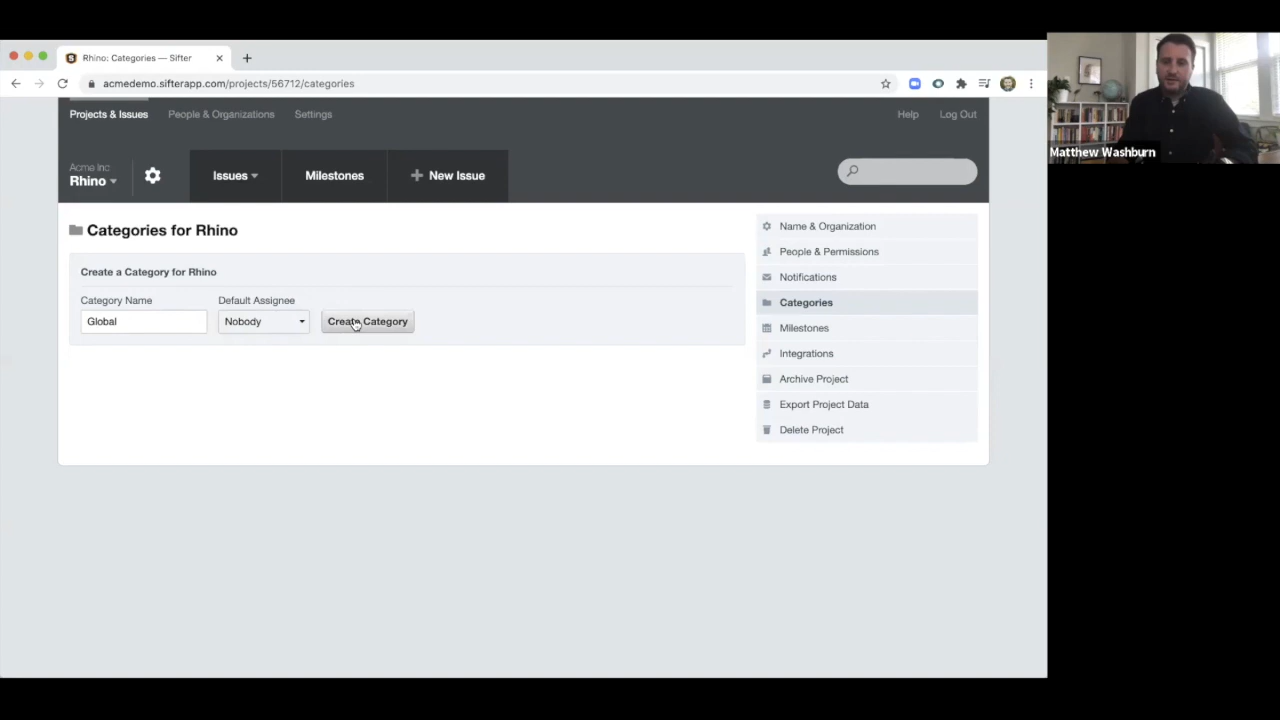 Rhino: Categories — Sifter
acmedemo.sifterapp.com/projects/56712/categories
Projects & Issues People & Organizations Settings Help Log Out
Acme Inc
Rhino
Issues Milestones New Issue
Matthew Washburn
Categories for Rhino
Create a Category for Rhino
Category Name Default Assignee
Global Nobody Create Category
Name & Organization
People & Permissions
Notifications
Categories
Milestones
Integrations
Archive Project
Export Project Data
Delete Project